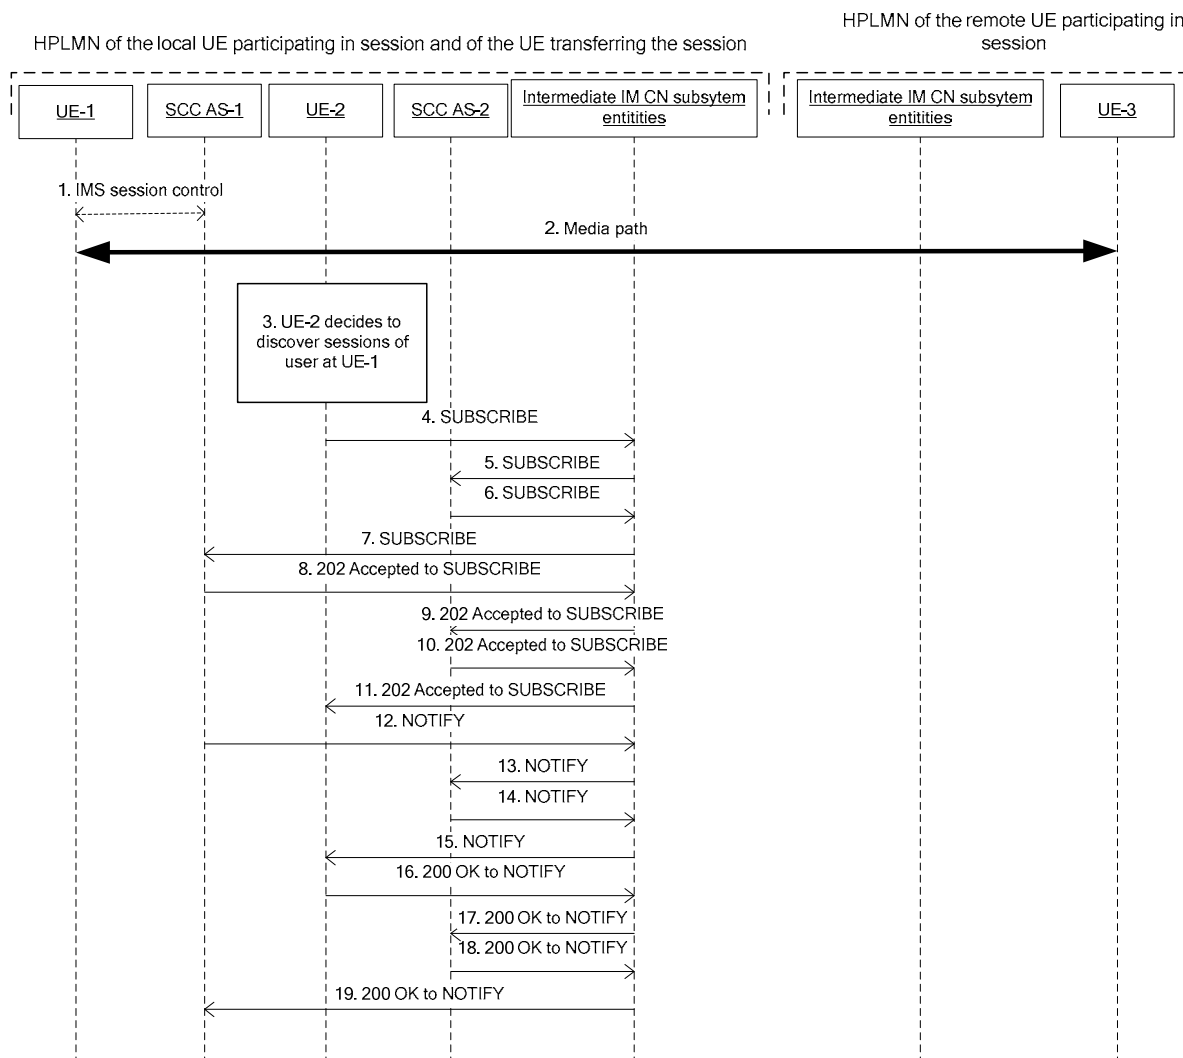 HPLMN of the remote UE participating in
session
HPLMN of the local UE participating in session and of the UE transferring the session
UE-1
SCC AS-1
UE-2
SCC AS-2
Intermediate IM CN subsytem
entitities
Intermediate IM CN subsytem
entitities
UE-3
1. IMS session control
2. Media path
3. UE-2 decides to
discover sessions of
user at UE-1
4. SUBSCRIBE
5. SUBSCRIBE
6. SUBSCRIBE
7. SUBSCRIBE
8. 202 Accepted to SUBSCRIBE
9. 202 Accepted to SUBSCRIBE
10. 202 Accepted to SUBSCRIBE
11. 202 Accepted to SUBSCRIBE
12. NOTIFY
13. NOTIFY
14. NOTIFY
15. NOTIFY
16. 200 OK to NOTIFY
17. 200 OK to NOTIFY
18. 200 OK to NOTIFY
19. 200 OK to NOTIFY